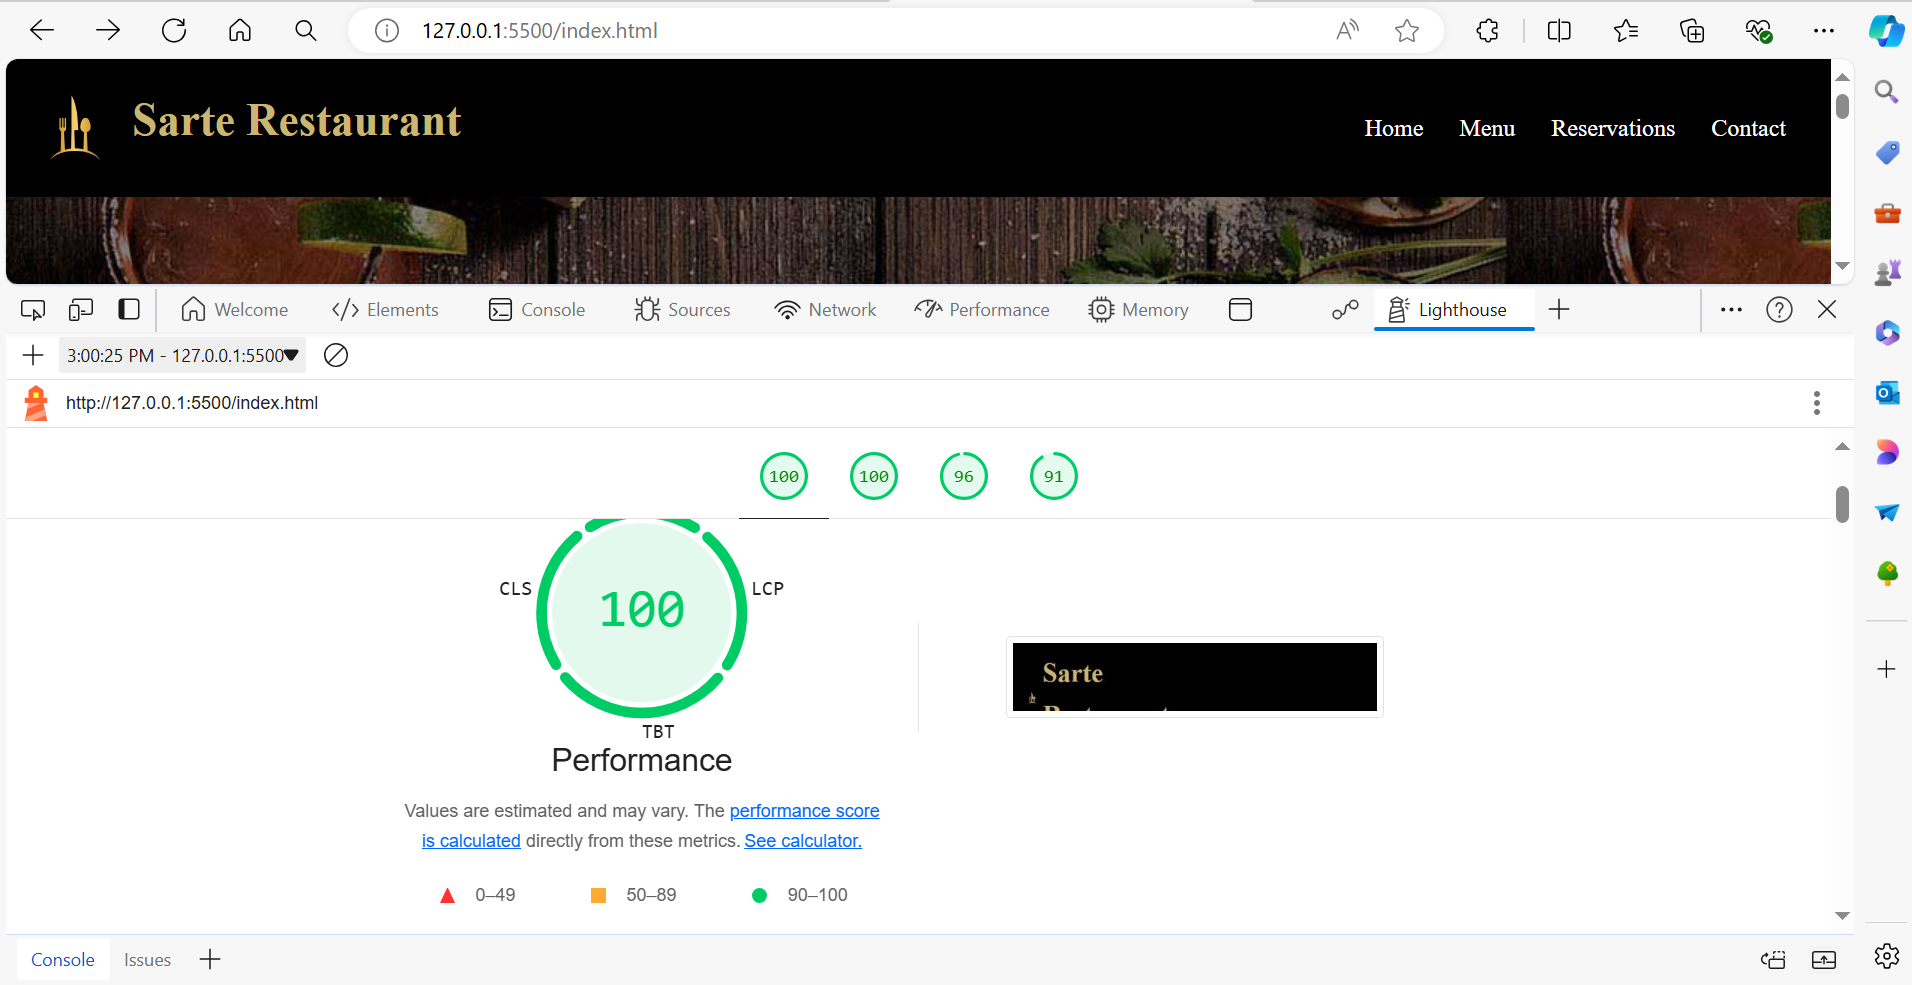 127.0.0.1:5500/index.html
Sarte Restaurant
Home Menu Reservations Contact
Welcome Elements Console Sources Network Performance Memory Lighthouse
3:00:25 PM - 127.0.0.1:5500
http://127.0.0.1:5500/index.html
100 100 96 91
CLS
LCP
100
TBT
Performance
Values are estimated and may vary. The performance score
is calculated directly from these metrics. See calculator.
0–49 50–89 90–100
Sarte
Console Issues